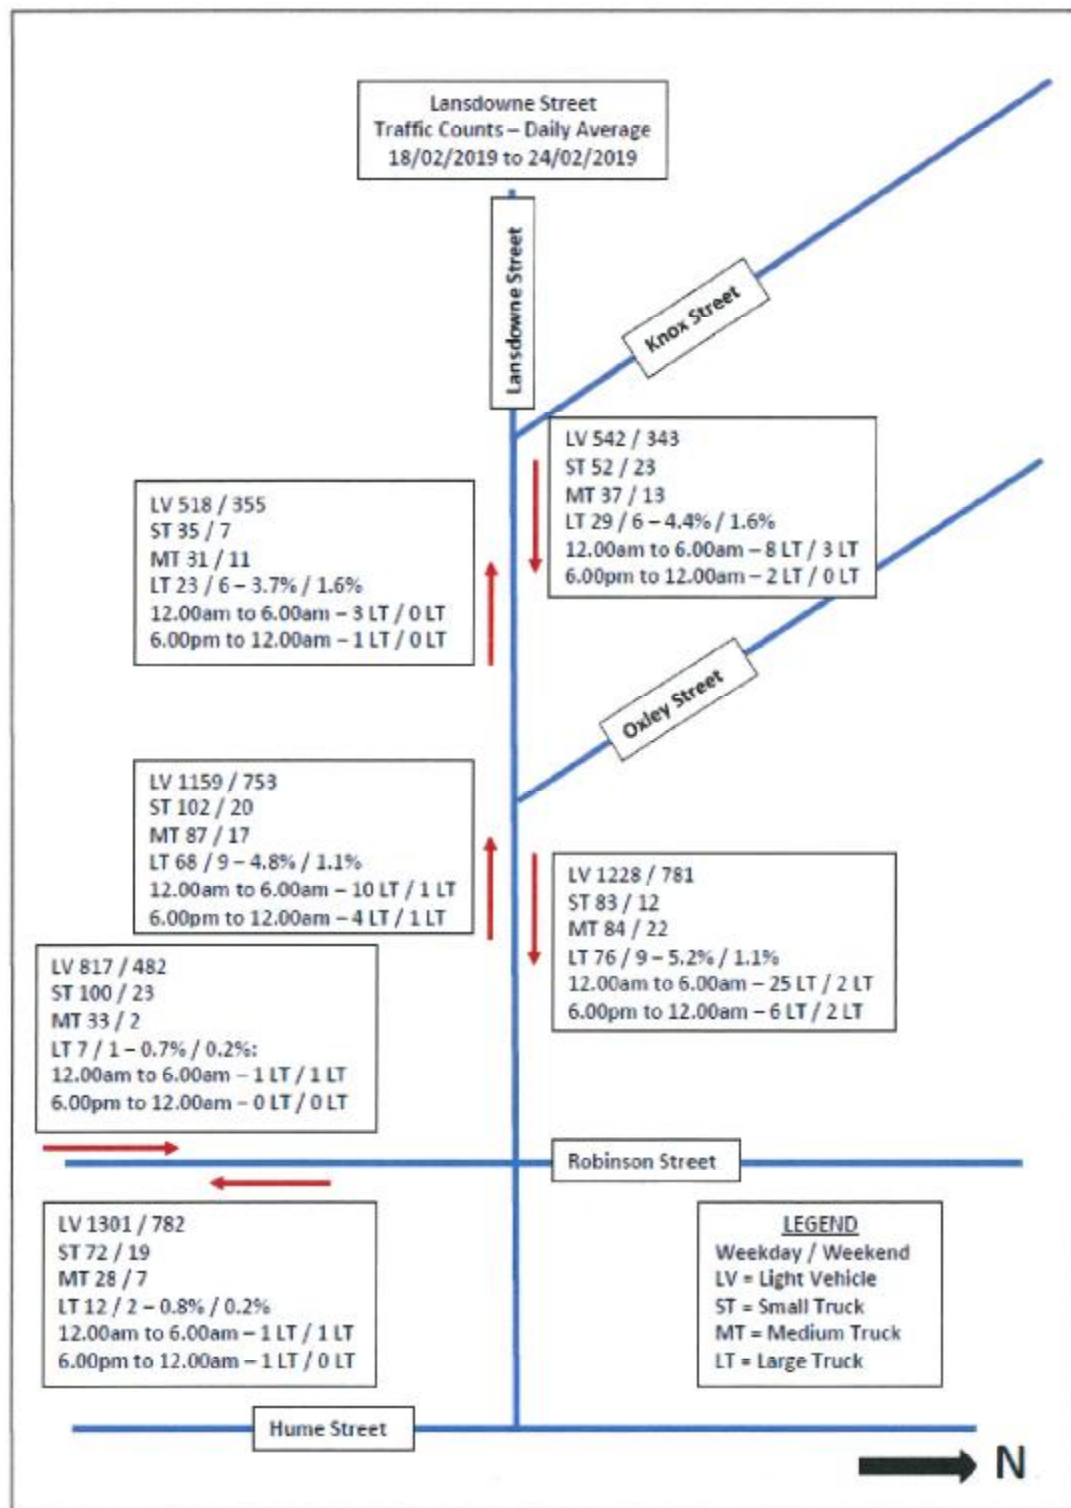 Lansdowne Street
Traffic Counts – Daily Average
18/02/2019 to 24/02/2019
Lansdowne Street
Knox Street
LV 542 / 343
ST 52 / 23
MT 37 / 13
LT 29 / 6 – 4.4% / 1.6%
12.00am to 6.00am – 8 LT / 3 LT
6.00pm to 12.00am – 2 LT / 0 LT
LV 518 / 355
ST 35 / 7
MT 31 / 11
LT 23 / 6 – 3.7% / 1.6%
12.00am to 6.00am – 3 LT / 0 LT
6.00pm to 12.00am – 1 LT / 0 LT
Oxley Street
LV 1159 / 753
ST 102 / 20
MT 87 / 17
LT 68 / 9 – 4.8% / 1.1%
12.00am to 6.00am – 10 LT / 1 LT
6.00pm to 12.00am – 4 LT / 1 LT
LV 1228 / 781
ST 83 / 12
MT 84 / 22
LT 76 / 9 – 5.2% / 1.1%
12.00am to 6.00am – 25 LT / 2 LT
6.00pm to 12.00am – 6 LT / 2 LT
LV 817 / 482
ST 100 / 23
MT 33 / 2
LT 7 / 1 – 0.7% / 0.2%:
12.00am to 6.00am – 1 LT / 1 LT
6.00pm to 12.00am – 0 LT / 0 LT
Robinson Street
LV 1301 / 782
ST 72 / 19
MT 28 / 7
LT 12 / 2 – 0.8% / 0.2%
12.00am to 6.00am – 1 LT / 1 LT
6.00pm to 12.00am – 1 LT / 0 LT
LEGEND
Weekday / Weekend
LV = Light Vehicle
ST = Small Truck
MT = Medium Truck
LT = Large Truck
Hume Street
N